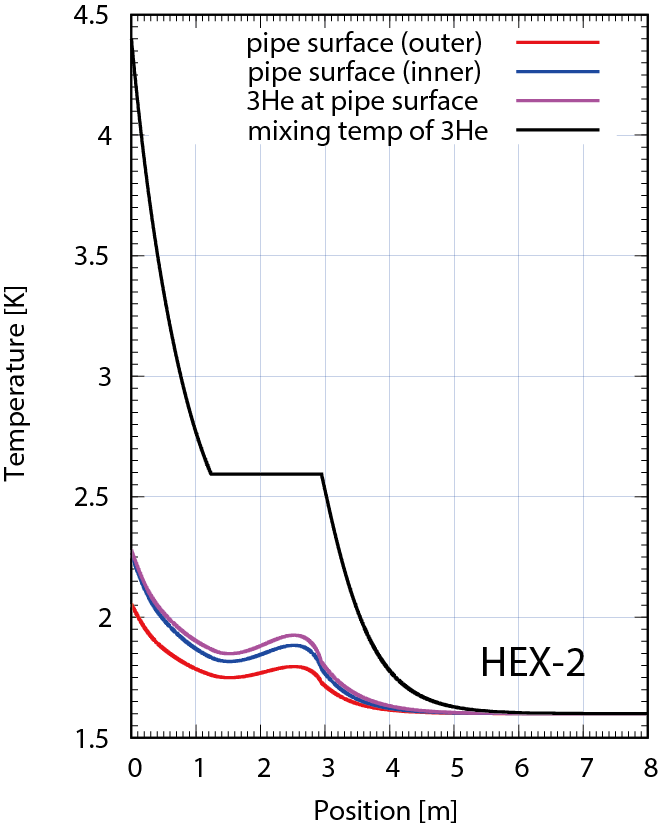 4.5
4
3.5
3
2.5
2
1.5
0 1 2 3 4 5 6 7 8
Temperature [K]
Position [m]
pipe surface (outer)
pipe surface (inner)
3He at pipe surface
mixing temp of 3He
HEX-2